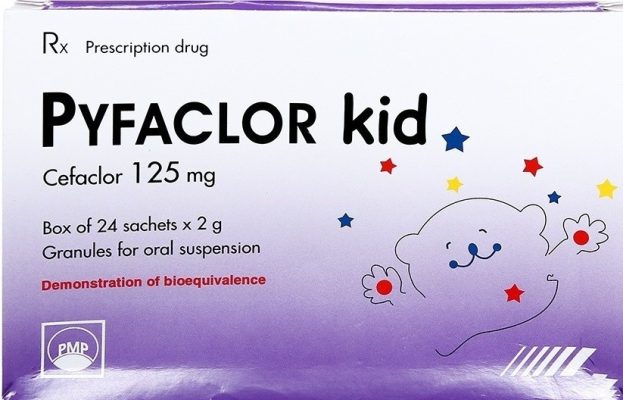 Rx Prescription drug
PYFACLOR kid
Cefaclor 125 mg
Box of 24 sachets x 2 g
Granules for oral suspension
Demonstration of bioequivalence
PMP